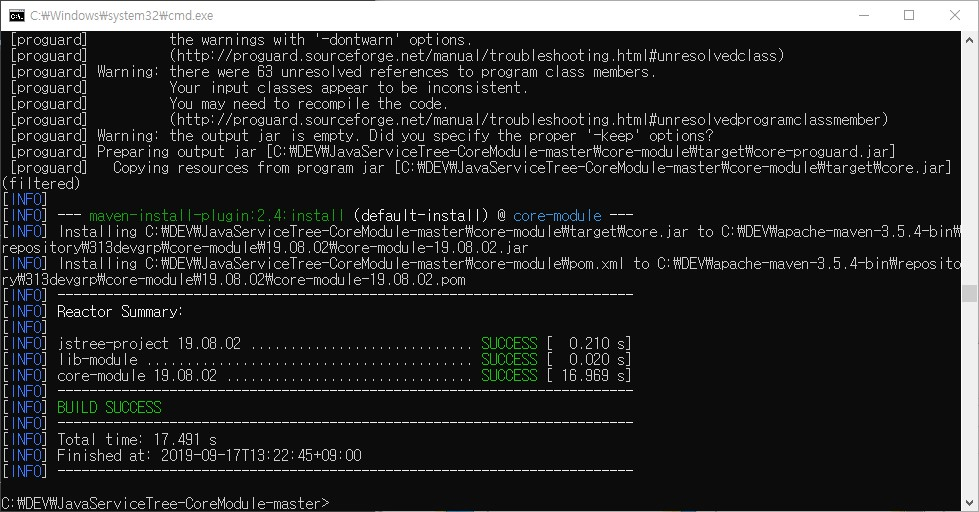 C:₩Windows₩system32₩cmd.exe
[proguard]          the warnings with '-dontwarn' options.
[proguard]          (http://proguard.sourceforge.net/manual/troubleshooting.html#unresolvedclass)
[proguard] Warning: there were 63 unresolved references to program class members.
[proguard]          Your input classes appear to be inconsistent.
[proguard]          You may need to recompile the code.
[proguard]          (http://proguard.sourceforge.net/manual/troubleshooting.html#unresolvedprogramclassmember)
[proguard] Warning: the output jar is empty. Did you specify the proper '-keep' options?
[proguard] Preparing output jar [C:₩DEV₩JavaServiceTree-CoreModule-master₩core-module₩target₩core-proguard.jar]
[proguard]   Copying resources from program jar [C:₩DEV₩JavaServiceTree-CoreModule-master₩core-module₩target₩core.jar]
(filtered)
[INFO]
[INFO] --- maven-install-plugin:2.4:install (default-install) @ core-module ---
[INFO] Installing C:₩DEV₩JavaServiceTree-CoreModule-master₩core-module₩target₩core.jar to C:₩DEV₩apache-maven-3.5.4-bin₩
repository₩313devgrp₩core-module₩19.08.02₩core-module-19.08.02.jar
[INFO] Installing C:₩DEV₩JavaServiceTree-CoreModule-master₩core-module₩pom.xml to C:₩DEV₩apache-maven-3.5.4-bin₩reposito
ry₩313devgrp₩core-module₩19.08.02₩core-module-19.08.02.pom
[INFO] ------------------------------------------------------------------------
[INFO] Reactor Summary:
[INFO]
[INFO] jstree-project 19.08.02 ............................ SUCCESS [  0.210 s]
[INFO] lib-module ......................................... SUCCESS [  0.020 s]
[INFO] core-module 19.08.02 ............................... SUCCESS [ 16.969 s]
[INFO] ------------------------------------------------------------------------
[INFO] BUILD SUCCESS
[INFO] ------------------------------------------------------------------------
[INFO] Total time: 17.491 s
[INFO] Finished at: 2019-09-17T13:22:45+09:00
[INFO] ------------------------------------------------------------------------
C:₩DEV₩JavaServiceTree-CoreModule-master>